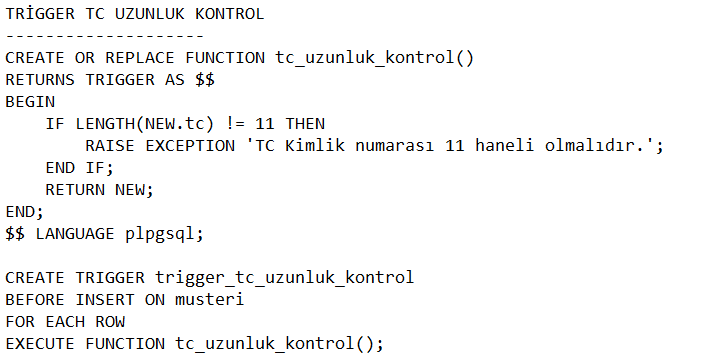 TRİGGER TC UZUNLUK KONTROL
--------------------
CREATE OR REPLACE FUNCTION tc_uzunluk_kontrol()
RETURNS TRIGGER AS $$
BEGIN
    IF LENGTH(NEW.tc) != 11 THEN
        RAISE EXCEPTION 'TC Kimlik numarası 11 haneli olmalıdır.';
    END IF;
    RETURN NEW;
END;
$$ LANGUAGE plpgsql;

CREATE TRIGGER trigger_tc_uzunluk_kontrol
BEFORE INSERT ON musteri
FOR EACH ROW
EXECUTE FUNCTION tc_uzunluk_kontrol();